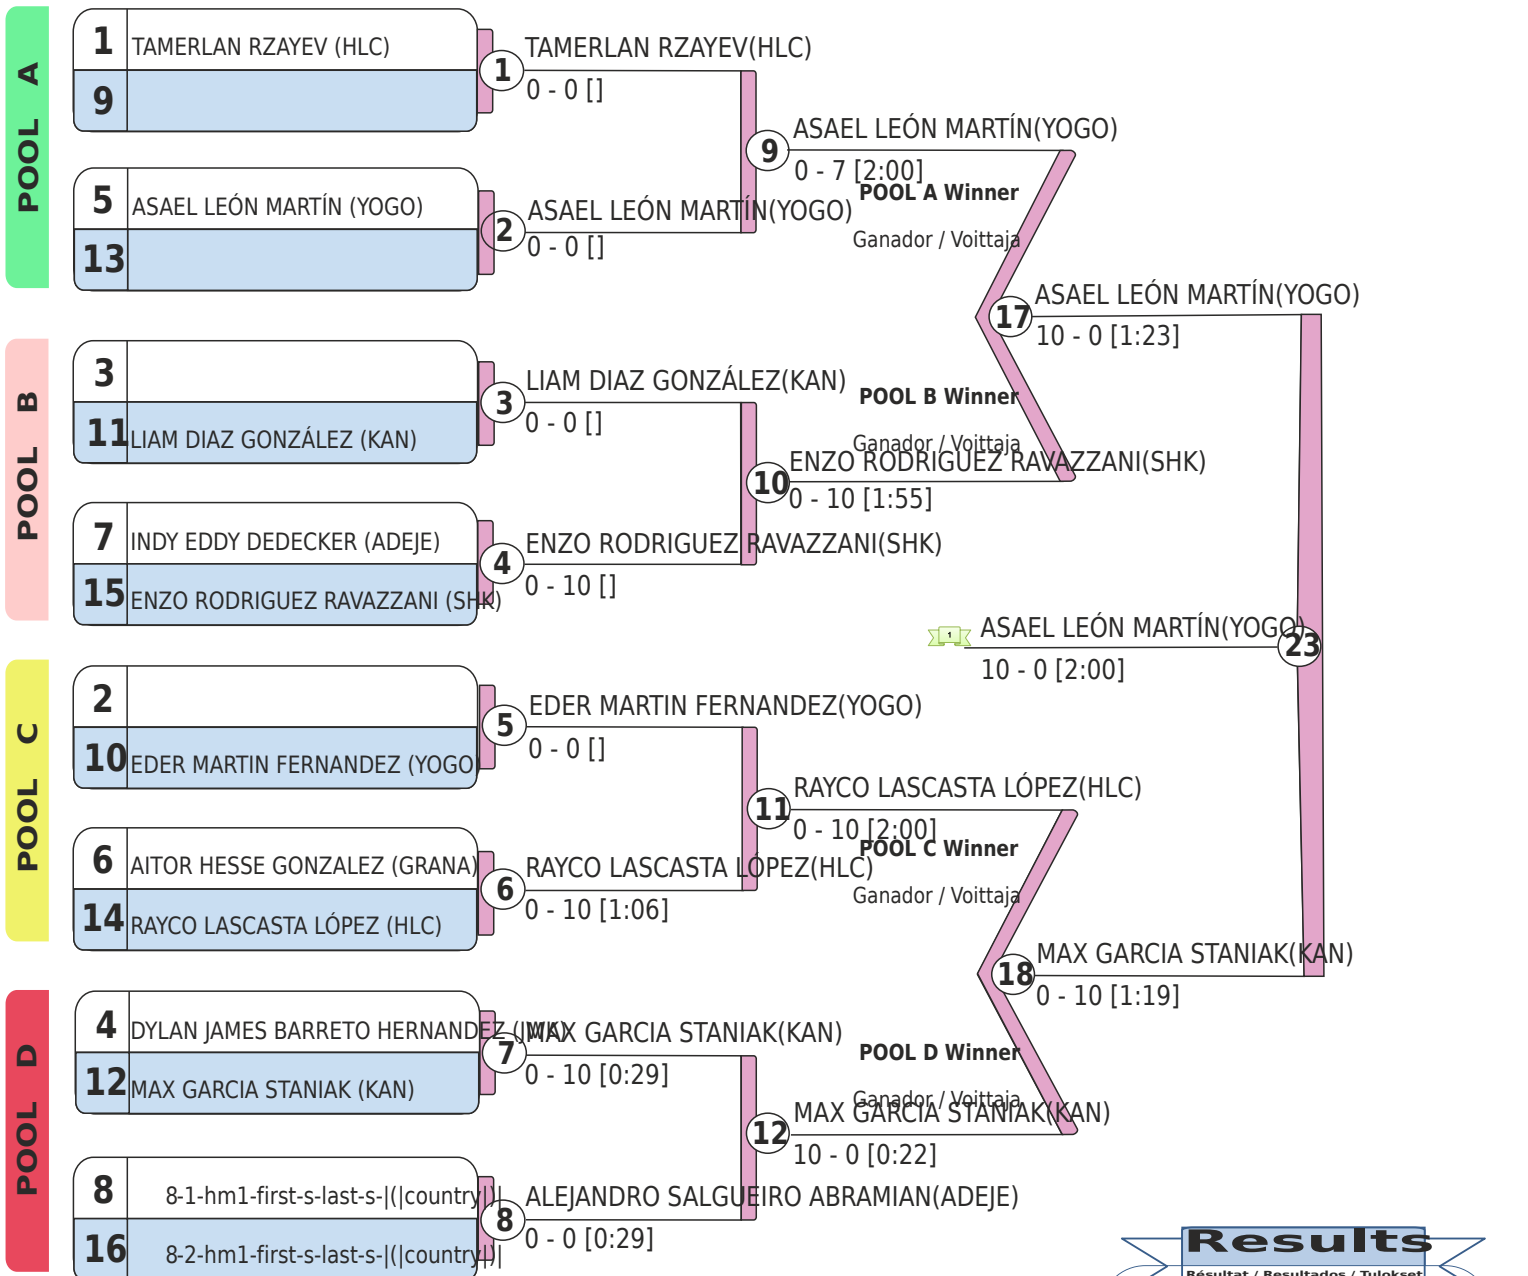 POOL A
1 TAMERLAN RZAYEV (HLC)
9
1
TAMERLAN RZAYEV(HLC)
0 - 0 []
5 ASAEL LEÓN MARTÍN (YOGO)
13
2
ASAEL LEÓN MARTÍN(YOGO)
0 - 0 []
9
ASAEL LEÓN MARTÍN(YOGO)
0 - 7 [2:00]
POOL A Winner
Ganador / Voittaja
17
ASAEL LEÓN MARTÍN(YOGO)
10 - 0 [1:23]
POOL B
3
11 LIAM DIAZ GONZÁLEZ (KAN)
3
LIAM DIAZ GONZÁLEZ(KAN)
0 - 0 []
POOL B Winner
Ganador / Voittaja
10
ENZO RODRIGUEZ RAVAZZANI(SHK)
0 - 10 [1:55]
7 INDY EDDY DEDECKER (ADEJE)
15 ENZO RODRIGUEZ RAVAZZANI (SHK)
4
ENZO RODRIGUEZ RAVAZZANI(SHK)
0 - 10 []
1
ASAEL LEÓN MARTÍN(YOGO)
23
10 - 0 [2:00]
POOL C
2
10 EDER MARTIN FERNANDEZ (YOGO)
5
EDER MARTIN FERNANDEZ(YOGO)
0 - 0 []
11
RAYCO LASCASTA LÓPEZ(HLC)
0 - 10 [2:00]
POOL C Winner
Ganador / Voittaja
6 AITOR HESSE GONZALEZ (GRANA)
14 RAYCO LASCASTA LÓPEZ (HLC)
6
RAYCO LASCASTA LÓPEZ(HLC)
0 - 10 [1:06]
18
MAX GARCIA STANIAK(KAN)
0 - 10 [1:19]
POOL D
4 DYLAN JAMES BARRETO HERNANDEZ (JMK)
12 MAX GARCIA STANIAK (KAN)
7
MAX GARCIA STANIAK(KAN)
0 - 10 [0:29]
POOL D Winner
Ganador / Voittaja
12
MAX GARCIA STANIAK(KAN)
10 - 0 [0:22]
8 8-1-hm1-first-s-last-s-|(|country|)|
16 8-2-hm1-first-s-last-s-|(|country|)|
8
ALEJANDRO SALGUEIRO ABRAMIAN(ADEJE)
0 - 0 [0:29]
Results
Résultat / Resultados / Tulokset